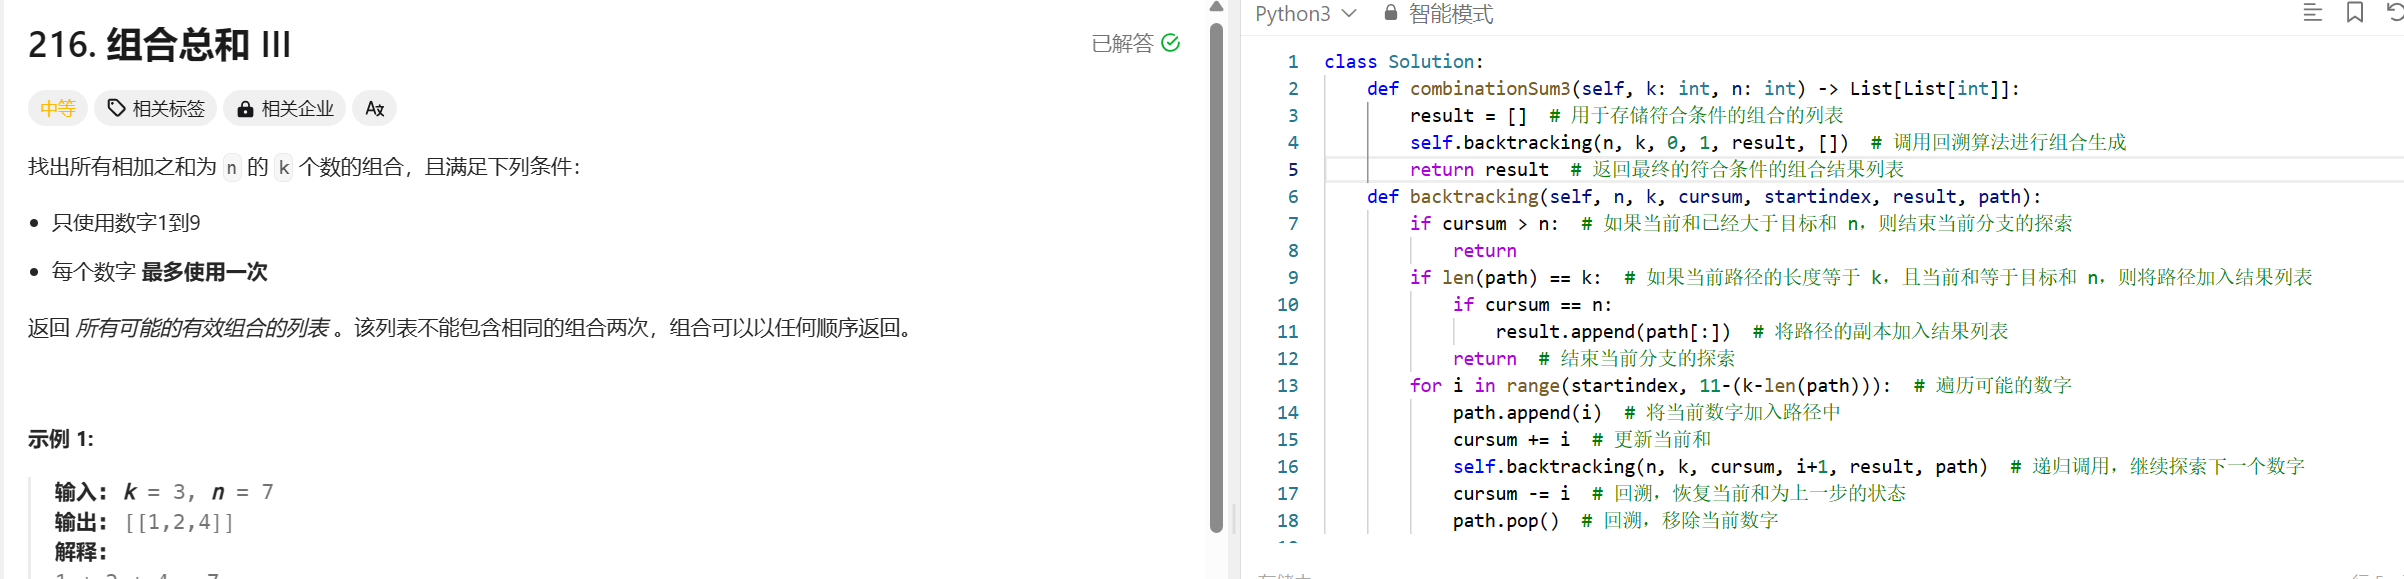 216. 组合总和 III
已解答
中等 相关标签 相关企业
找出所有相加之和为 n 的 k 个数的组合，且满足下列条件：
只使用数字1到9
每个数字 最多使用一次
返回 所有可能的有效组合的列表 。该列表不能包含相同的组合两次，组合可以以任何顺序返回。
示例 1:
输入: k = 3, n = 7
输出: [[1,2,4]]
解释:
Python3 智能模式
1 class Solution:
2     def combinationSum3(self, k: int, n: int) -> List[List[int]]:
3         result = []  # 用于存储符合条件的组合的列表
4         self.backtracking(n, k, 0, 1, result, [])  # 调用回溯算法进行组合生成
5         return result  # 返回最终的符合条件的组合结果列表
6     def backtracking(self, n, k, cursum, startindex, result, path):
7         if cursum > n:  # 如果当前和已经大于目标和 n，则结束当前分支的探索
8             return
9         if len(path) == k:  # 如果当前路径的长度等于 k，且当前和等于目标和 n，则将路径加入结果列表
10             if cursum == n:
11                 result.append(path[:])  # 将路径的副本加入结果列表
12             return  # 结束当前分支的探索
13         for i in range(startindex, 11-(k-len(path))):  # 遍历可能的数字
14             path.append(i)  # 将当前数字加入路径中
15             cursum += i  # 更新当前和
16             self.backtracking(n, k, cursum, i+1, result, path)  # 递归调用，继续探索下一个数字
17             cursum -= i  # 回溯，恢复当前和为上一步的状态
18             path.pop()  # 回溯，移除当前数字